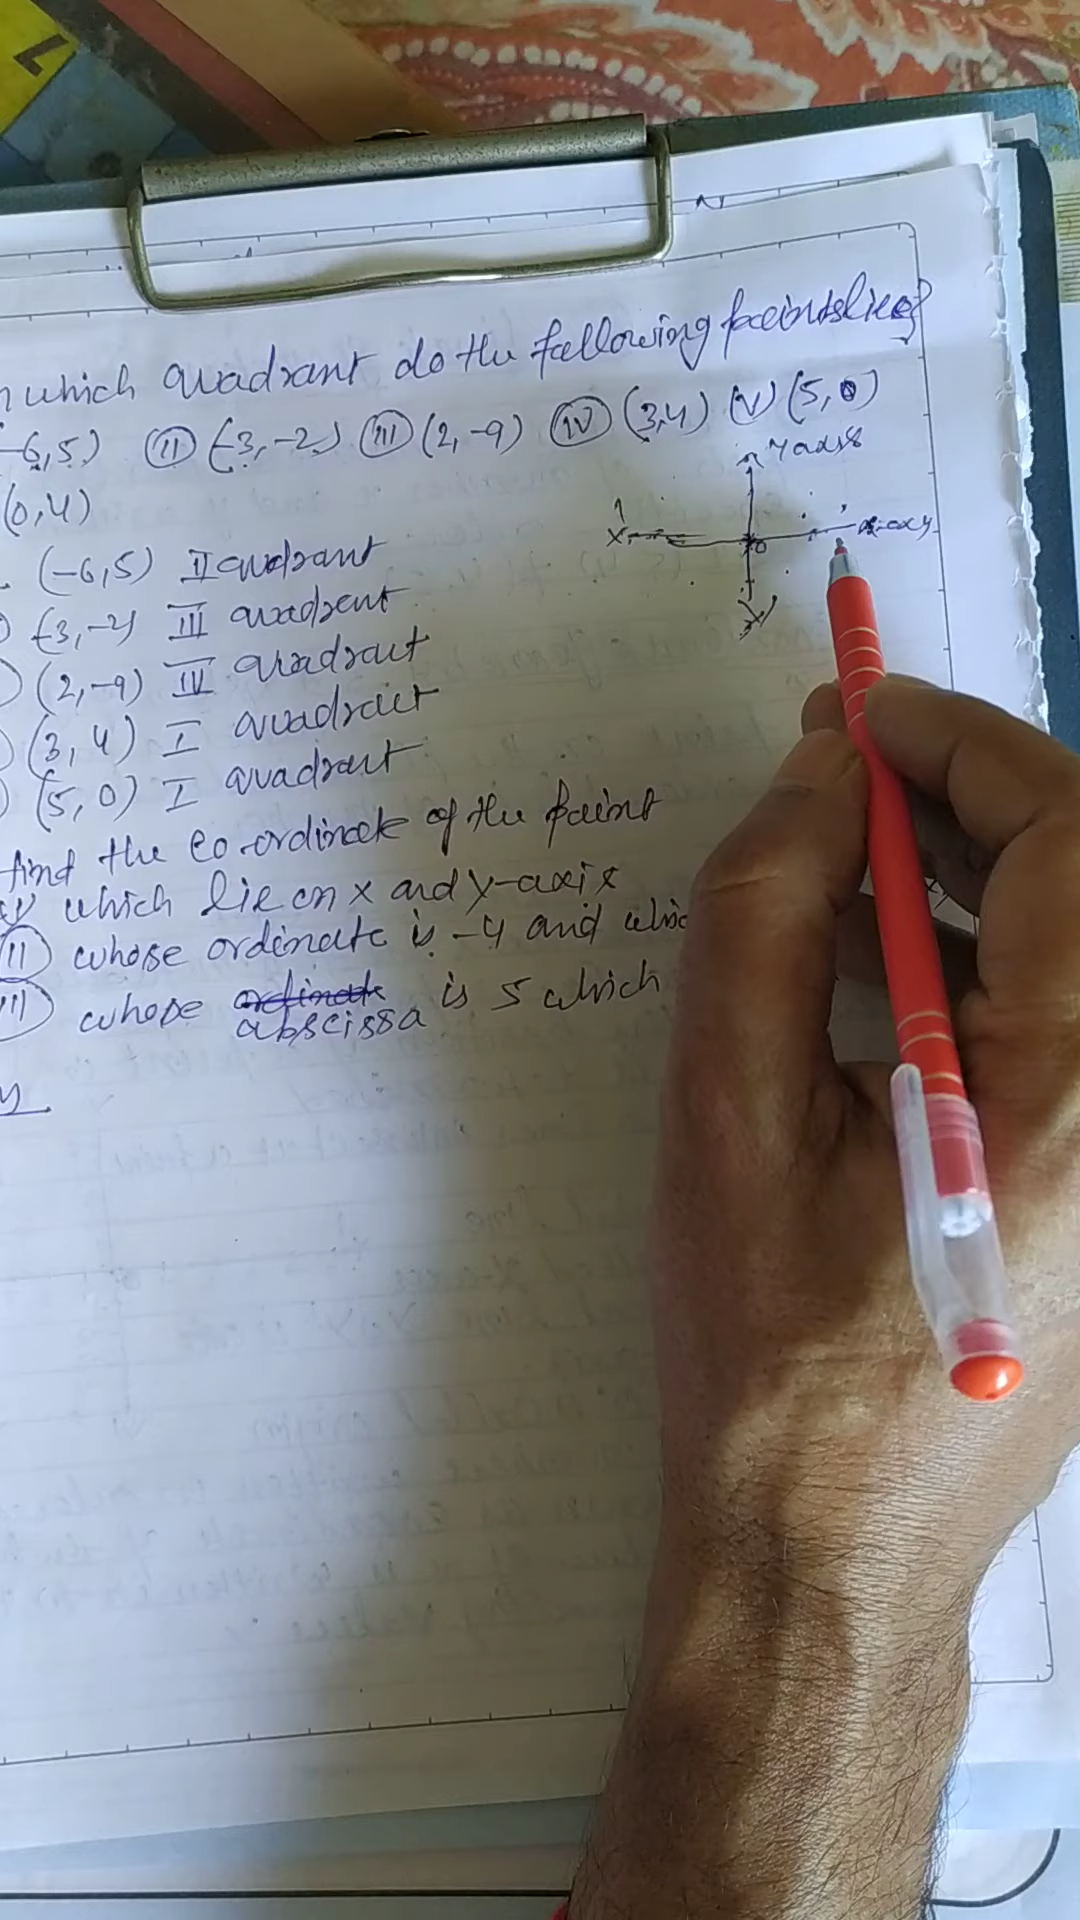 which quadrant do the following points lies?
(-6,5) (II) (-3,-2) (III) (2,-9) (IV) (3,4) (V) (5,0)
(0,4)
Y axis
X
O
X'
(-6,5) II quadrant
(-3,-2) III quadrant
(2,-9) IV quadrant
(3,4) I quadrant
(5,0) I quadrant
find the co-ordinate of the point
which lie on x and y-axis
(II) whose ordinate is -4 and
(III) whose abscissa is 5 which